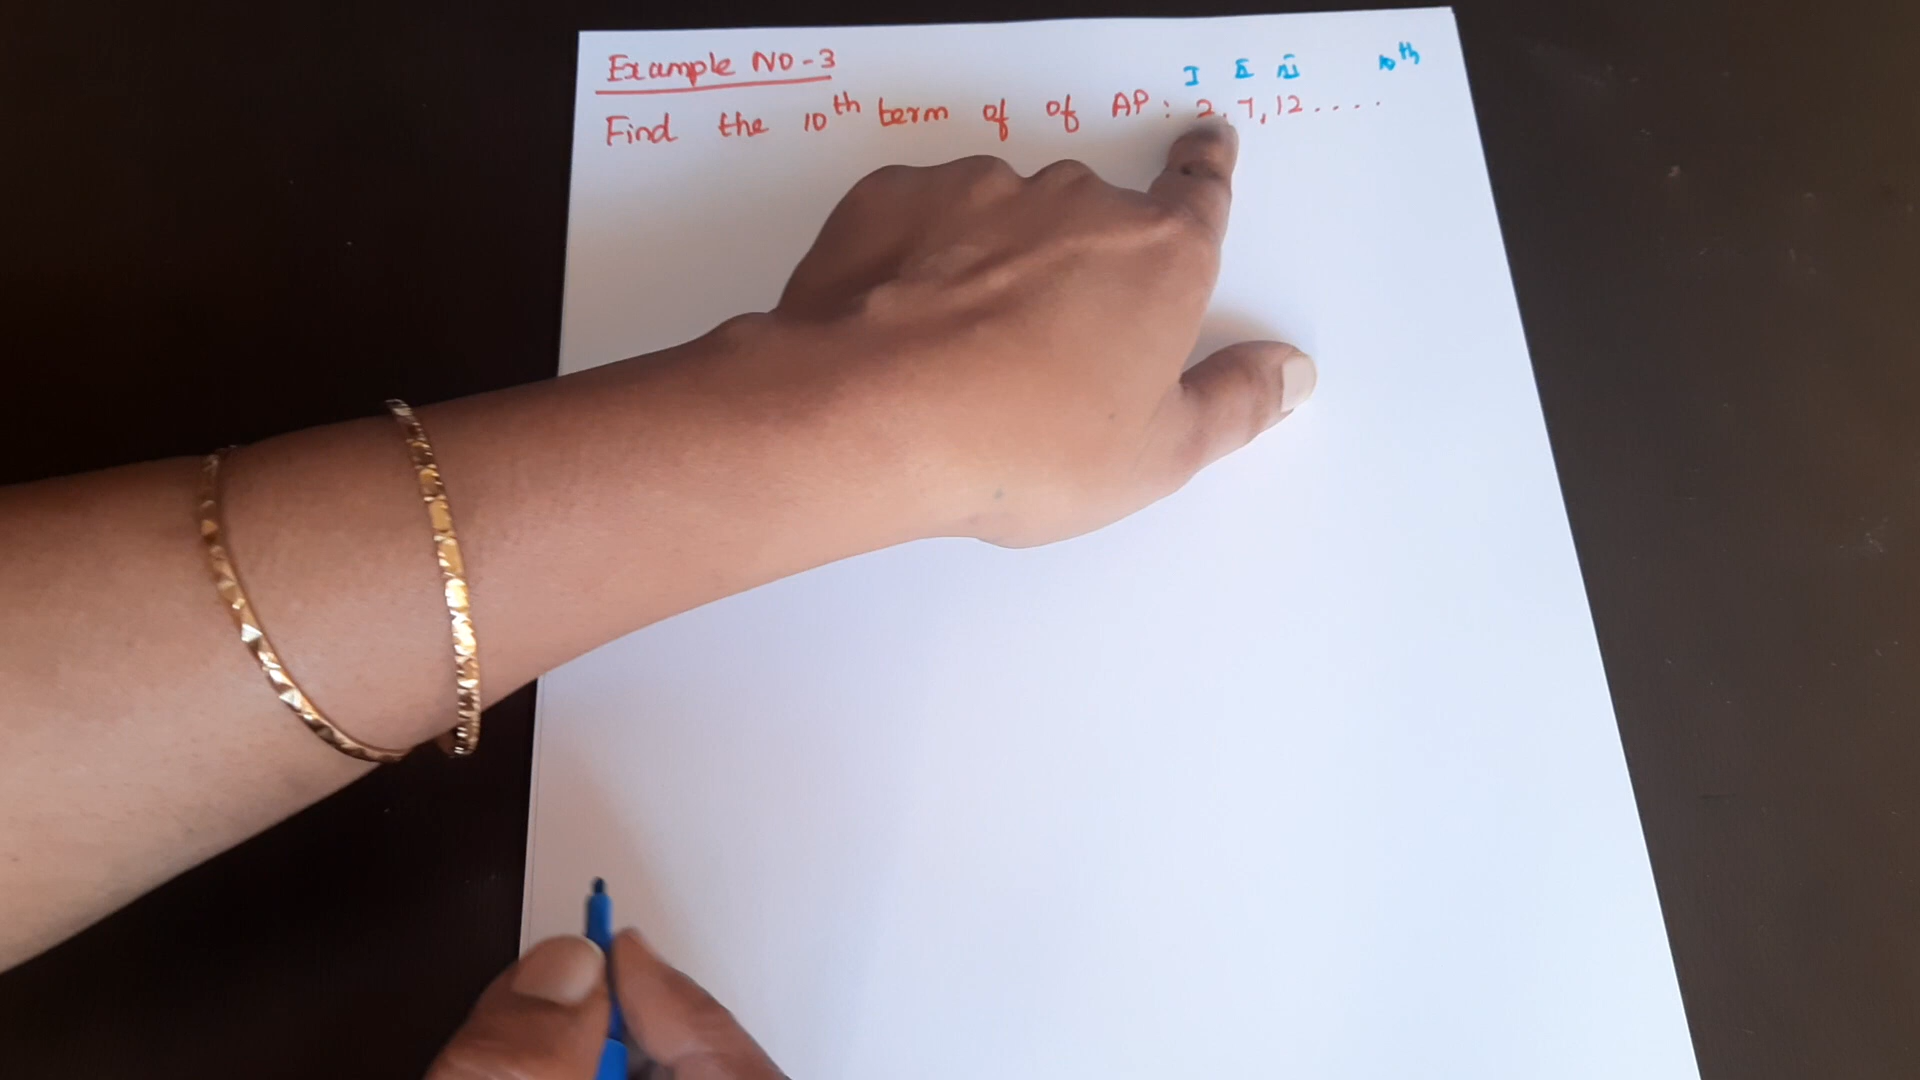 Example NO-3
I II III 10th
Find the 10th term of of AP: 2, 7, 12....